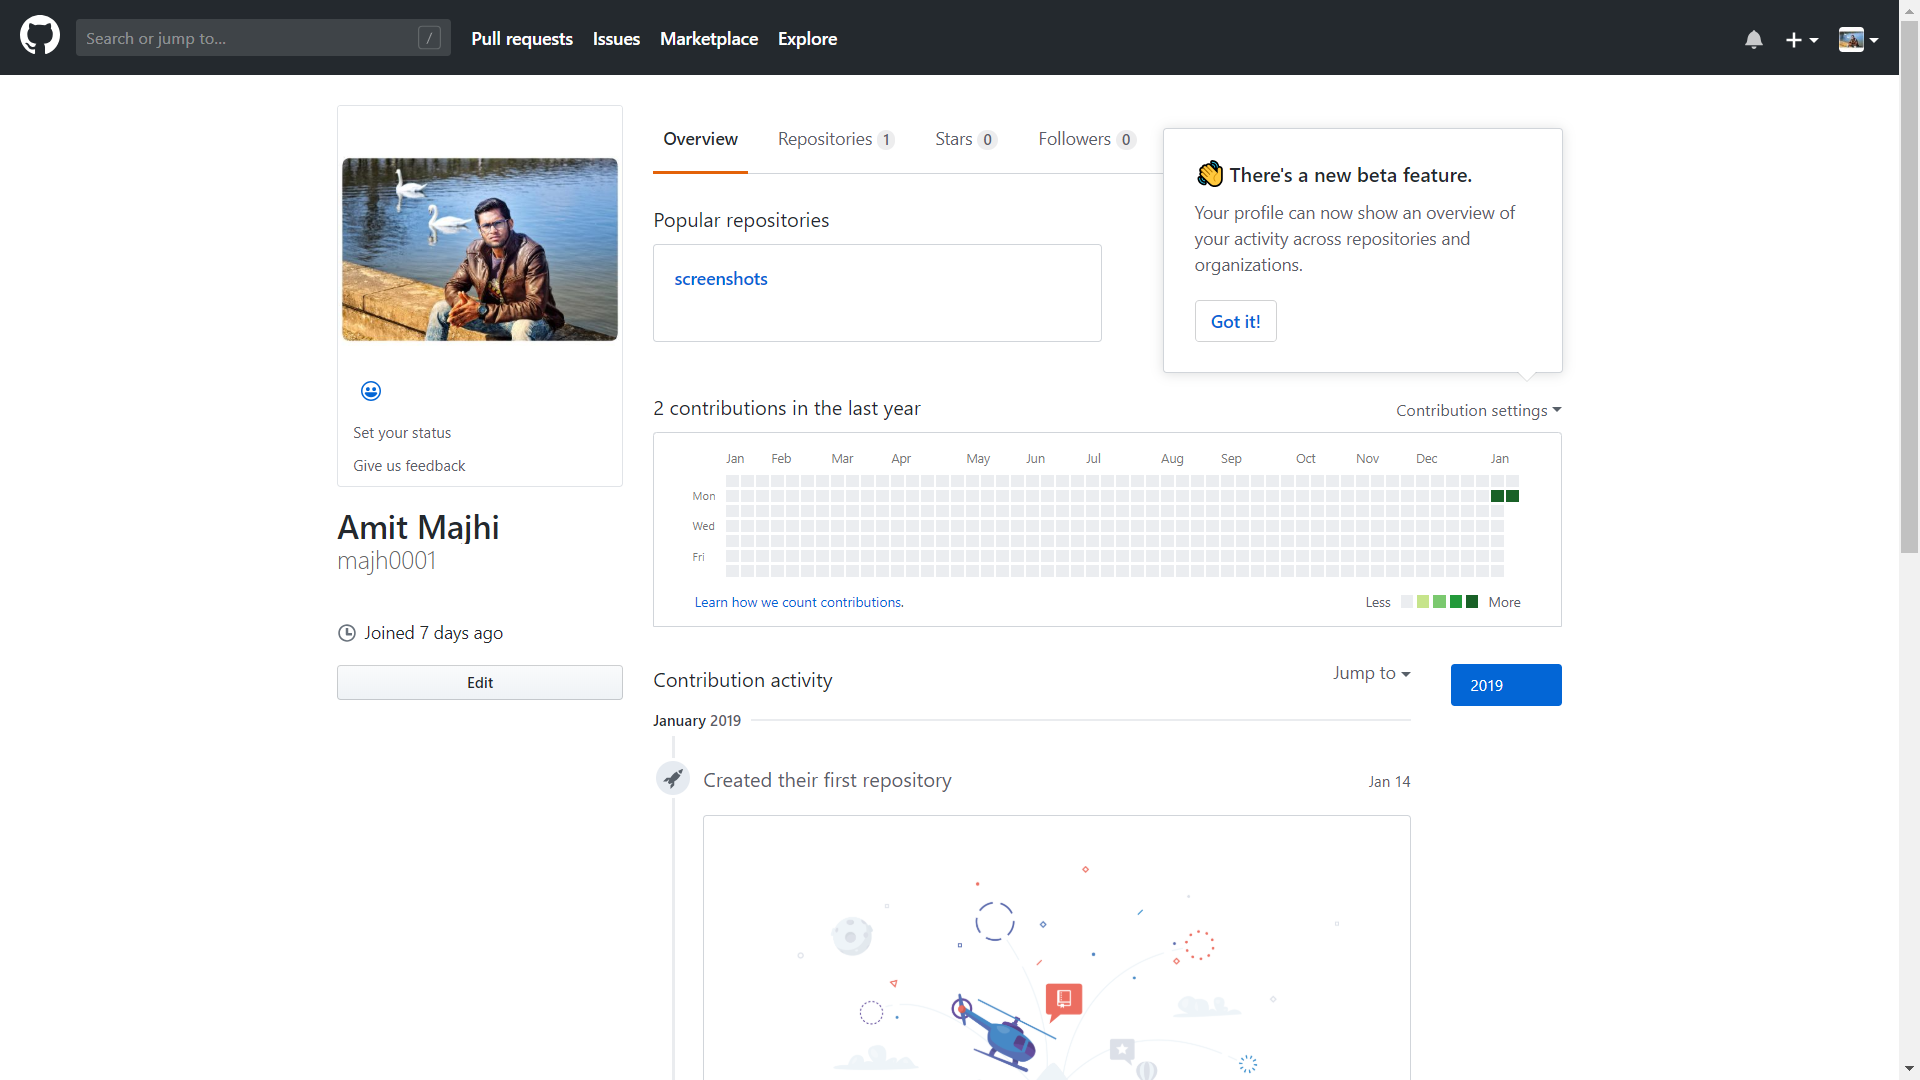 Search or jump to... /
Pull requests Issues Marketplace Explore
Overview Repositories 1 Stars 0 Followers 0
There's a new beta feature.
Your profile can now show an overview of
your activity across repositories and
organizations.
Got it!
Popular repositories
screenshots
Set your status
Give us feedback
Amit Majhi
majh0001
Joined 7 days ago
Edit
2 contributions in the last year
Contribution settings
Jan Feb Mar Apr May Jun Jul Aug Sep Oct Nov Dec Jan
Mon
Wed
Fri
Learn how we count contributions.
Less More
Contribution activity
Jump to
2019
January 2019
Created their first repository
Jan 14